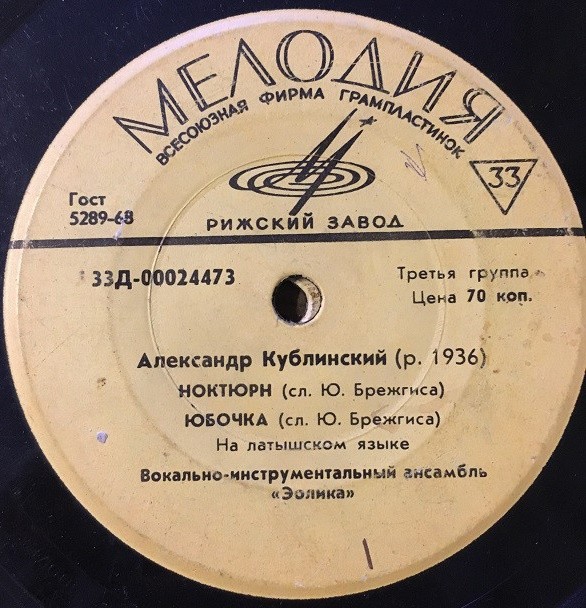 МЕЛОДИЯ
ВСЕСОЮЗНАЯ ФИРМА ГРАМПЛАСТИНОК
33
Гост
5289-68
РИЖСКИЙ ЗАВОД
33Д-00024473
Третья группа
Цена 70 коп.
Александр Кублинский (р. 1936)
НОКТЮРН (сл. Ю. Брежгиса)
ЮБОЧКА (сл. Ю. Брежгиса)
На латышском языке
Вокально-инструментальный ансамбль
«Эолика»